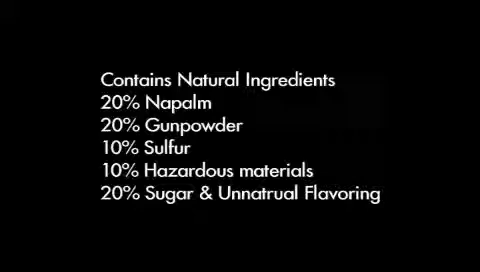 Contains Natural Ingredients
20% Napalm
20% Gunpowder
10% Sulfur
10% Hazardous materials
20% Sugar & Unnatrual Flavoring